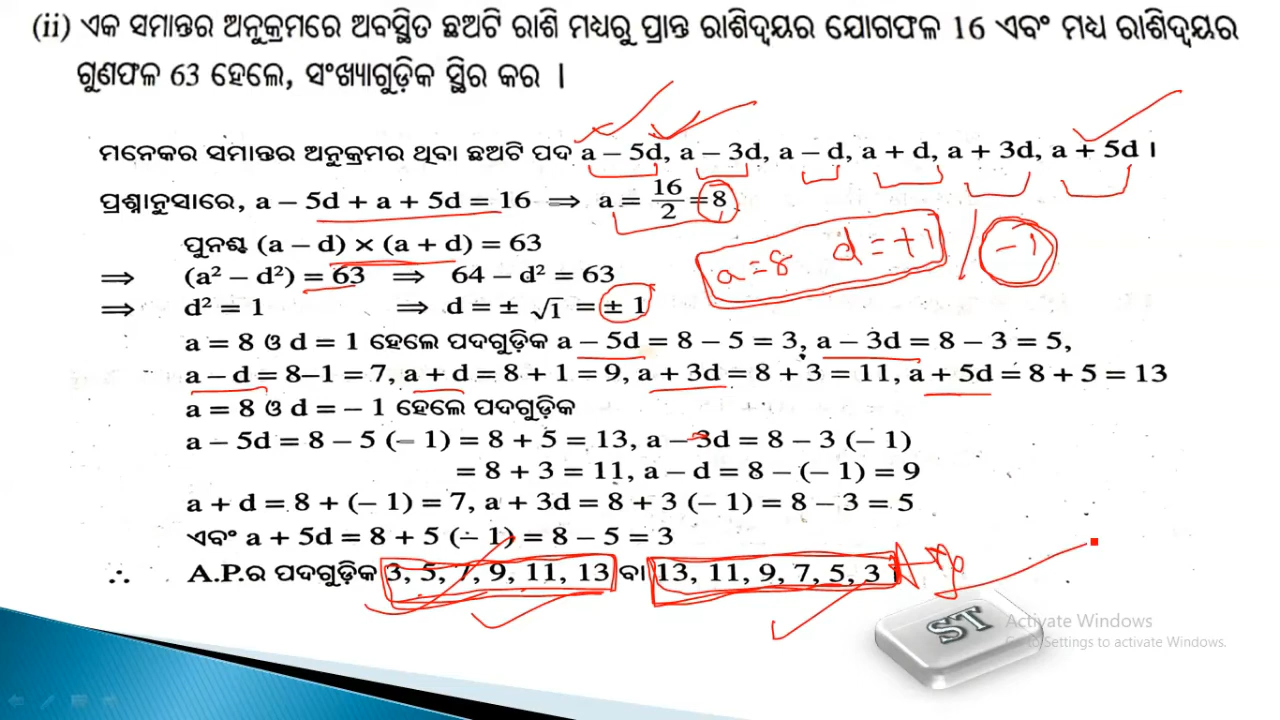 (ii) ଏକ ସମାନ୍ତର ଅନୁକ୍ରମରେ ଅବସ୍ଥିତ ଛଅଟି ରାଶି ମଧ୍ୟରୁ ପ୍ରାନ୍ତ ରାଶିଦ୍ୱୟର ଯୋଗଫଳ 16 ଏବଂ ମଧ୍ୟ ରାଶିଦ୍ୱୟର
ଗୁଣଫଳ 63 ହେଲେ, ସଂଖ୍ୟାଗୁଡ଼ିକ ସ୍ଥିର କର ।
ମନେକର ସମାନ୍ତର ଅନୁକ୍ରମର ଥିବା ଛଅଟି ପଦ a – 5d, a – 3d, a – d, a + d, a + 3d, a + 5d ।
ପ୍ରଶ୍ନାନୁସାରେ, a – 5d + a + 5d = 16 ⇒ a = 16/2 = 8
ପୁନଶ୍ଚ (a – d) × (a + d) = 63
a = 8 d = +1 / -1
⇒ (a² – d²) = 63 ⇒ 64 – d² = 63
⇒ d² = 1 ⇒ d = ± √1 = ± 1
a = 8 ଓ d = 1 ହେଲେ ପଦଗୁଡ଼ିକ a – 5d = 8 – 5 = 3, a – 3d = 8 – 3 = 5,
a – d = 8–1 = 7, a + d = 8 + 1 = 9, a + 3d = 8 + 3 = 11, a + 5d = 8 + 5 = 13
a = 8 ଓ d = – 1 ହେଲେ ପଦଗୁଡ଼ିକ
a – 5d = 8 – 5 (– 1) = 8 + 5 = 13, a – 3d = 8 – 3 (– 1)
= 8 + 3 = 11, a – d = 8 – (– 1) = 9
a + d = 8 + (– 1) = 7, a + 3d = 8 + 3 (– 1) = 8 – 3 = 5
ଏବଂ a + 5d = 8 + 5 (– 1) = 8 – 5 = 3
∴ A.P.ର ପଦଗୁଡ଼ିକ 3, 5, 7, 9, 11, 13 ବା 13, 11, 9, 7, 5, 3 ।
ST
Activate Windows
Go to Settings to activate Windows.